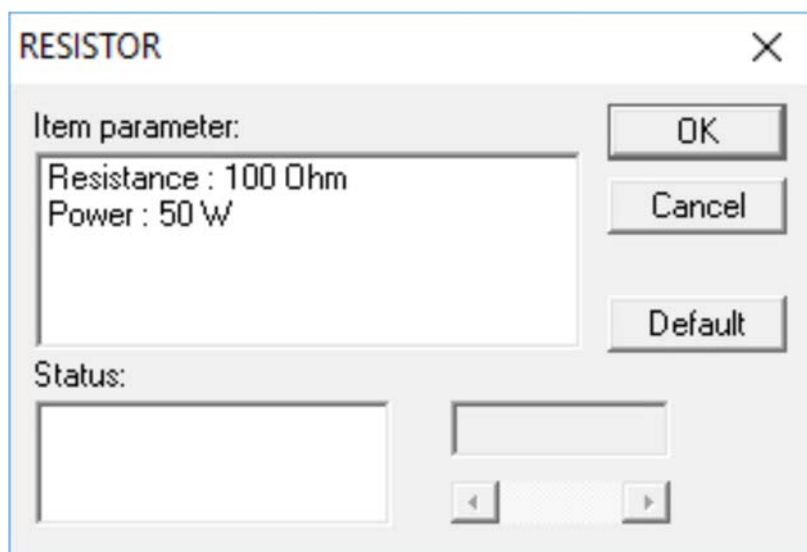 RESISTOR
Item parameter:
OK
Resistance : 100 Ohm
Power : 50 W
Cancel
Default
Status: